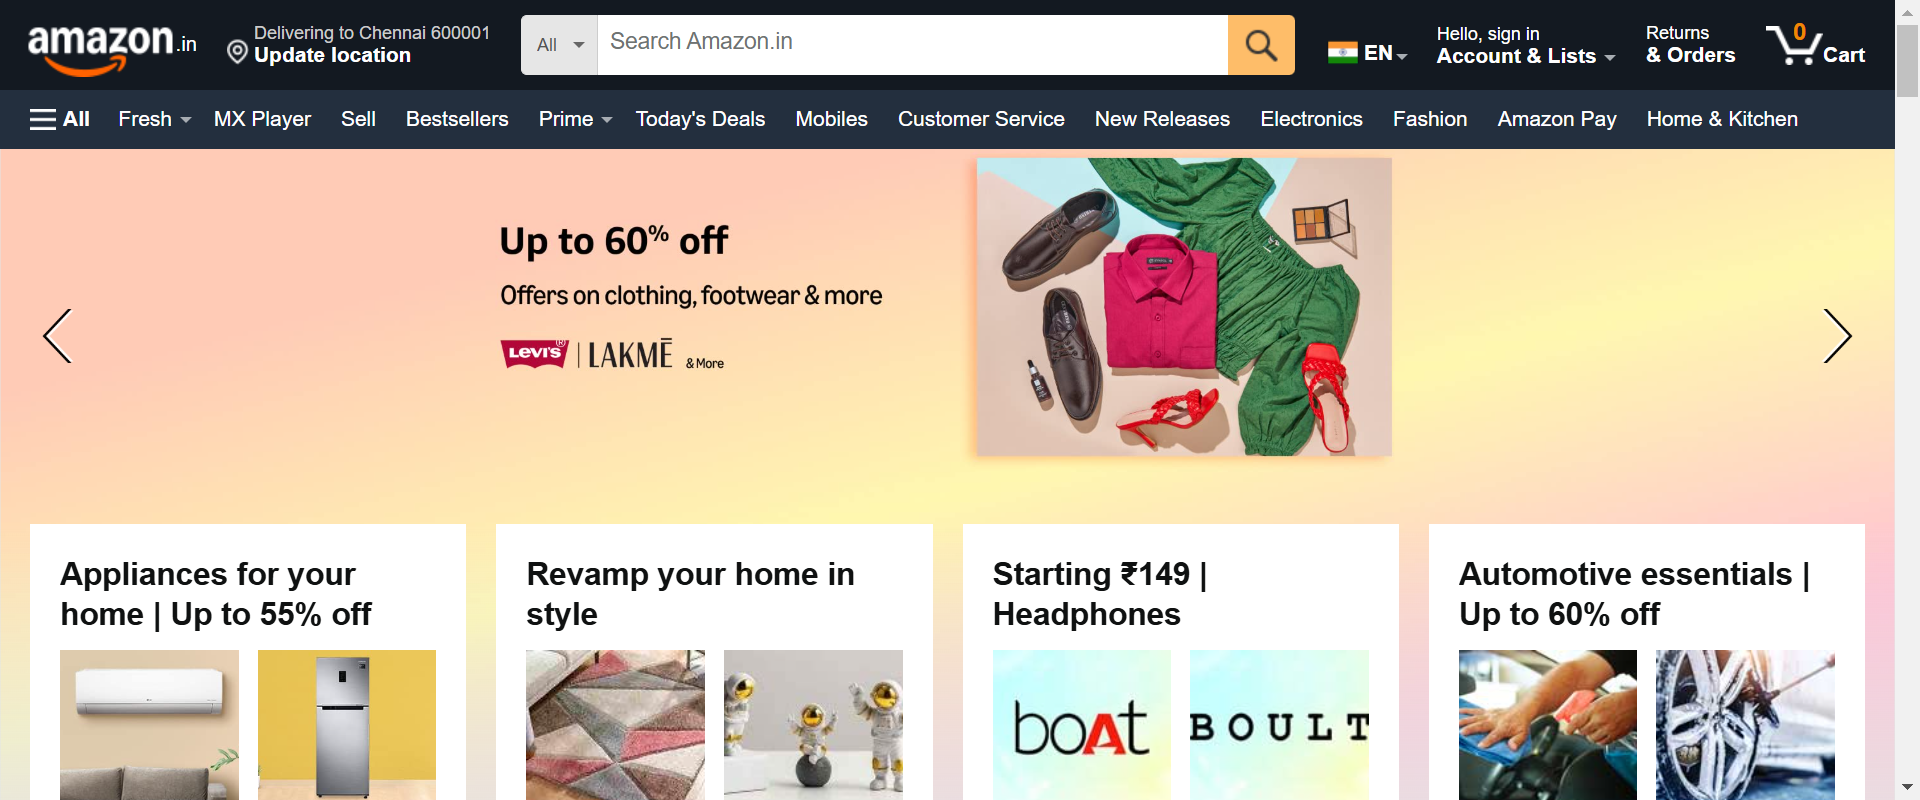 amazon.in
Delivering to Chennai 600001
Update location
All
Search Amazon.in
EN
Hello, sign in
Account & Lists
Returns
& Orders
0
Cart
All
Fresh
MX Player
Sell
Bestsellers
Prime
Today's Deals
Mobiles
Customer Service
New Releases
Electronics
Fashion
Amazon Pay
Home & Kitchen
Up to 60% off
Offers on clothing, footwear & more
LEVI'S® | LAKMĒ & More
Appliances for your
home | Up to 55% off
Revamp your home in
style
Starting ₹149 |
Headphones
Automotive essentials |
Up to 60% off
boAt
BOULT